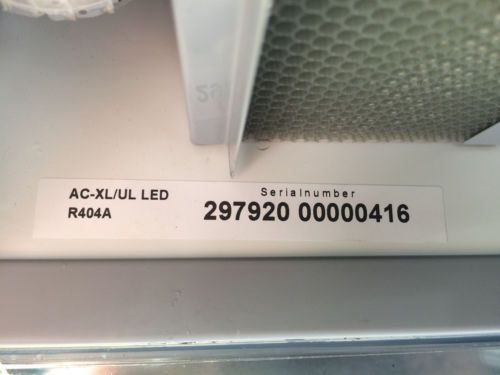 AC-XL/UL LED
R404A
Serialnumber
297920 00000416